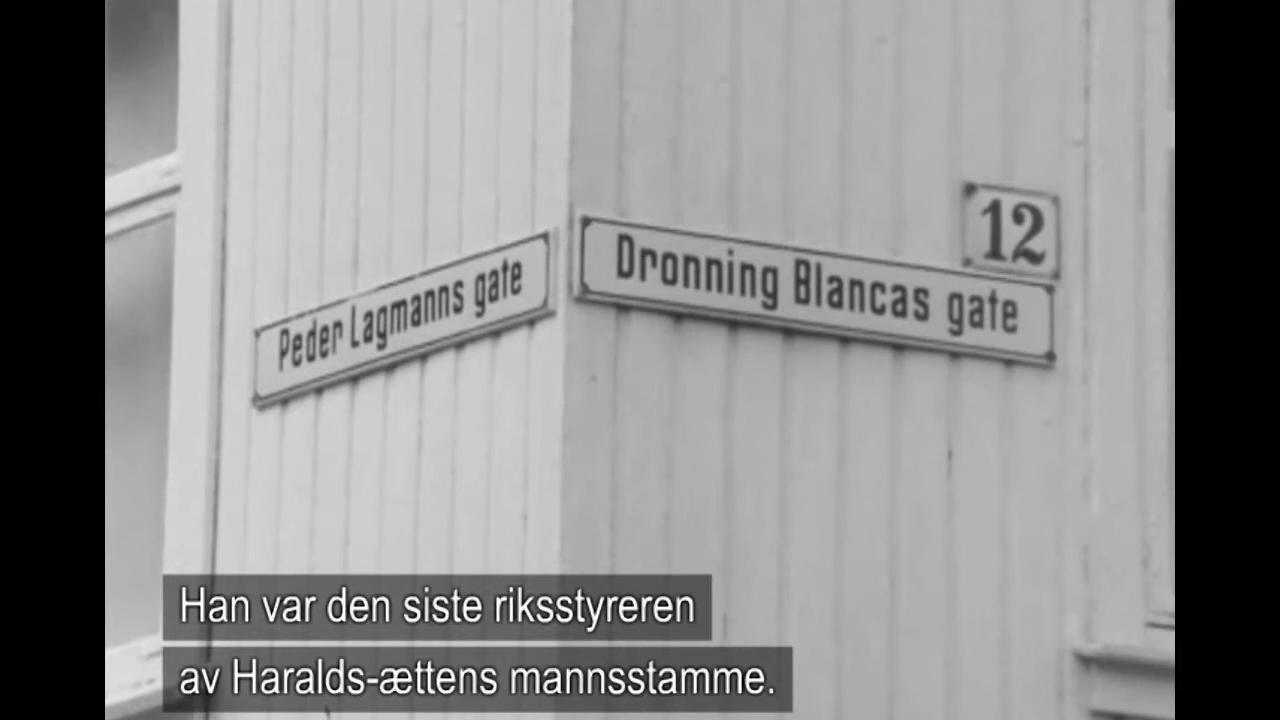 12
Peder Lagmanns gate
Dronning Blancas gate
Han var den siste riksstyreren
av Haralds-ættens mannsstamme.